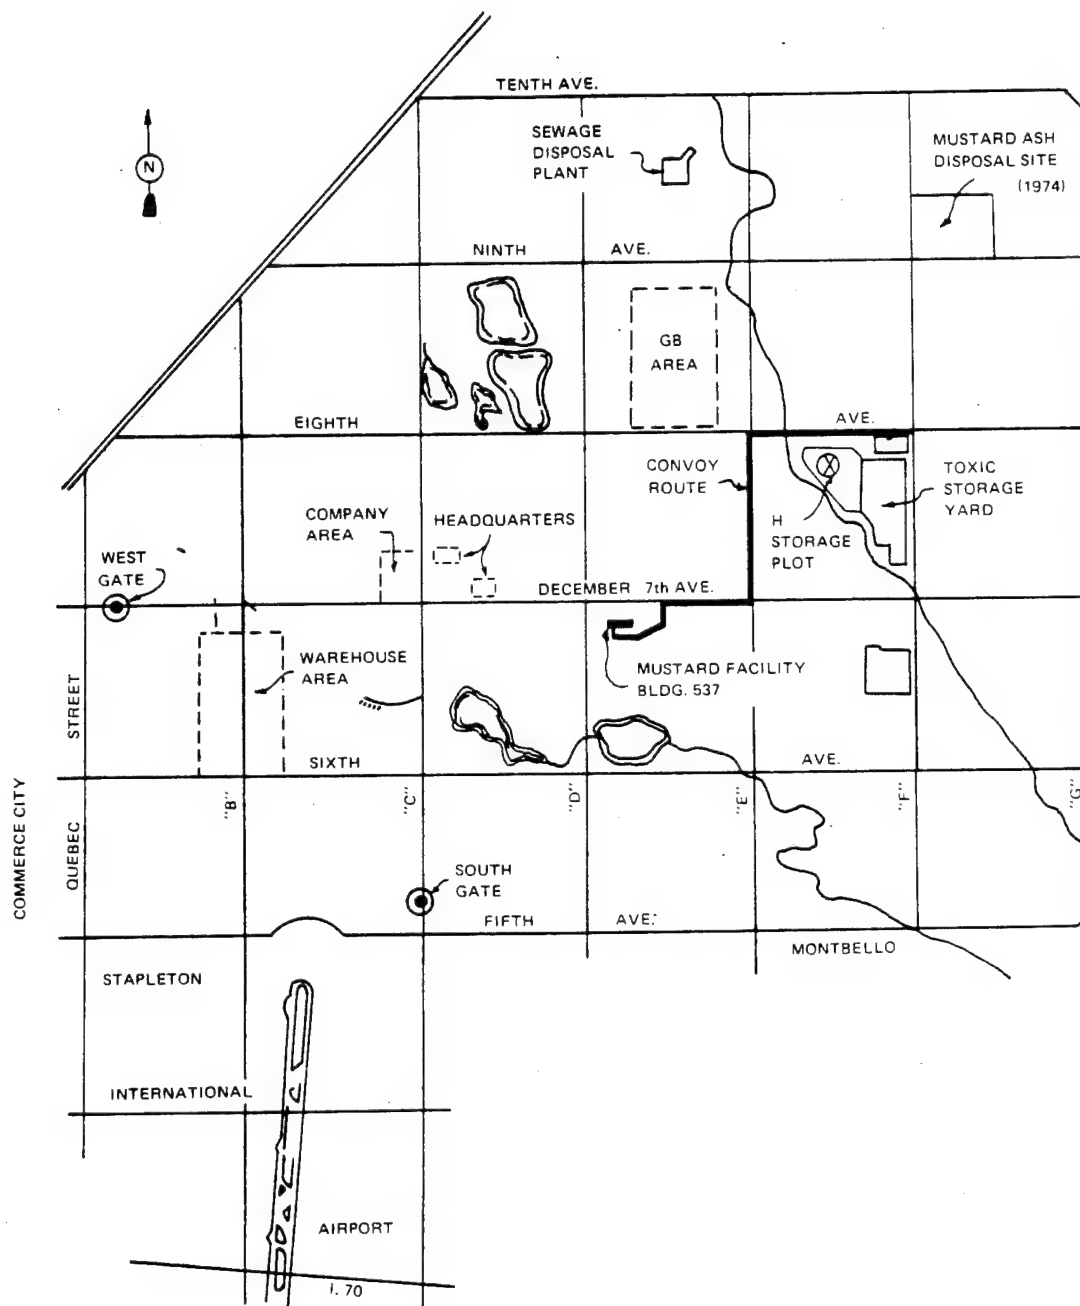 TENTH AVE.
N
SEWAGE
DISPOSAL
PLANT
MUSTARD ASH
DISPOSAL SITE
(1974)
NINTH AVE.
GB
AREA
EIGHTH AVE.
CONVOY
ROUTE
TOXIC
STORAGE
YARD
COMPANY
AREA
HEADQUARTERS
H
STORAGE
PLOT
WEST
GATE
DECEMBER 7th AVE.
WAREHOUSE
AREA
MUSTARD FACILITY
BLDG. 537
STREET
SIXTH AVE.
"B"
"C"
"D"
"E"
"F"
"G"
COMMERCE CITY
QUEBEC
SOUTH
GATE
FIFTH AVE.
MONTBELLO
STAPLETON
INTERNATIONAL
AIRPORT
I. 70